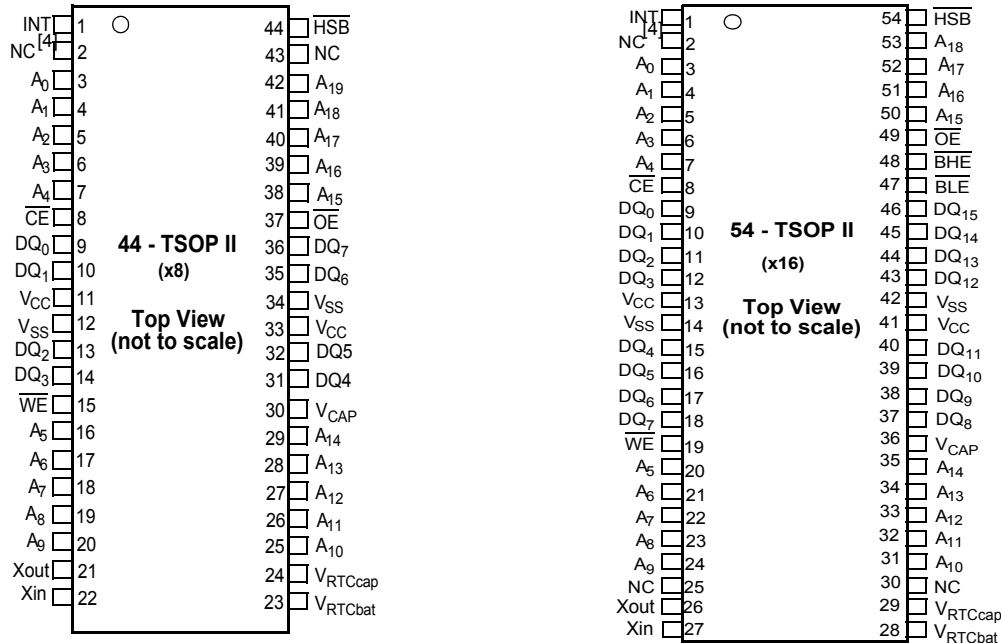 INT 1 44 H̅S̅B̅
NC[4] 2 43 NC
A0 3 42 A19
A1 4 41 A18
A2 5 40 A17
A3 6 39 A16
A4 7 38 A15
C̅E̅ 8 37 O̅E̅
DQ0 9 36 DQ7
DQ1 10 35 DQ6
VCC 11 34 VSS
VSS 12 33 VCC
DQ2 13 32 DQ5
DQ3 14 31 DQ4
W̅E̅ 15 30 VCAP
A5 16 29 A14
A6 17 28 A13
A7 18 27 A12
A8 19 26 A11
A9 20 25 A10
Xout 21 24 VRTCcap
Xin 22 23 VRTCbat
44 - TSOP II
(x8)
Top View
(not to scale)
INT 1 54 H̅S̅B̅
NC[4] 2 53 A18
A0 3 52 A17
A1 4 51 A16
A2 5 50 A15
A3 6 49 O̅E̅
A4 7 48 B̅H̅E̅
C̅E̅ 8 47 B̅L̅E̅
DQ0 9 46 DQ15
DQ1 10 45 DQ14
DQ2 11 44 DQ13
DQ3 12 43 DQ12
VCC 13 42 VSS
VSS 14 41 VCC
DQ4 15 40 DQ11
DQ5 16 39 DQ10
DQ6 17 38 DQ9
DQ7 18 37 DQ8
W̅E̅ 19 36 VCAP
A5 20 35 A14
A6 21 34 A13
A7 22 33 A12
A8 23 32 A11
A9 24 31 A10
NC 25 30 NC
Xout 26 29 VRTCcap
Xin 27 28 VRTCbat
54 - TSOP II
(x16)
Top View
(not to scale)